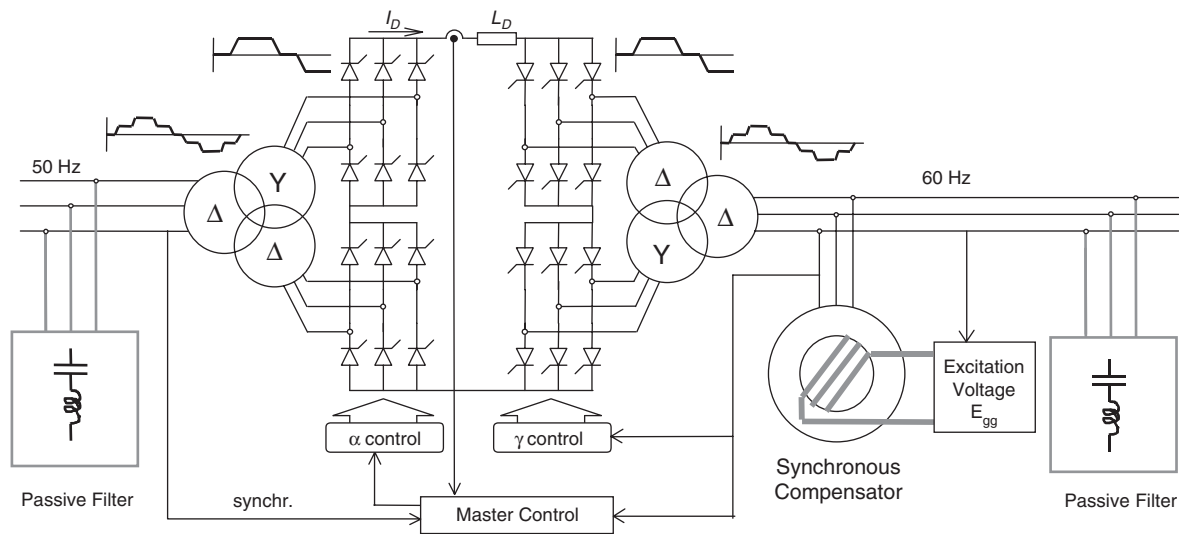 I_D
L_D
50 Hz
60 Hz
Y
Δ
Δ
Δ
Δ
Y
α control
γ control
Excitation
Voltage
E_gg
Synchronous
Compensator
Passive Filter
synchr.
Master Control
Passive Filter